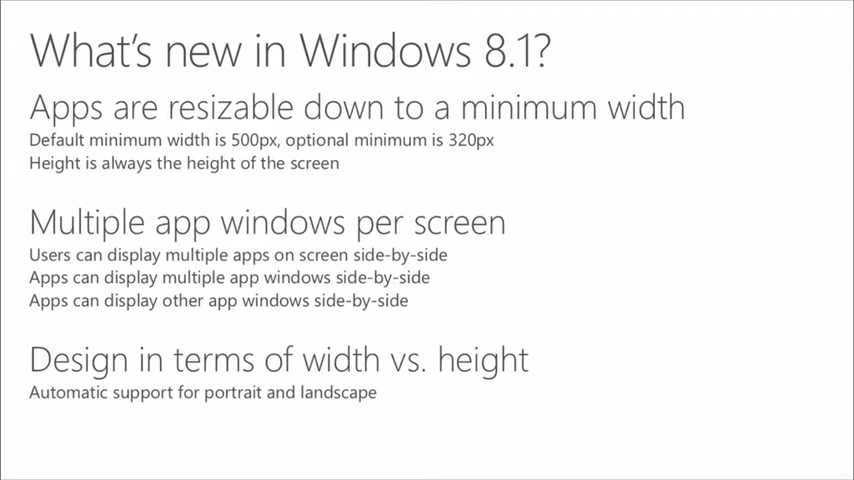 What's new in Windows 8.1?
Apps are resizable down to a minimum width
Default minimum width is 500px, optional minimum is 320px
Height is always the height of the screen
Multiple app windows per screen
Users can display multiple apps on screen side-by-side
Apps can display multiple app windows side-by-side
Apps can display other app windows side-by-side
Design in terms of width vs. height
Automatic support for portrait and landscape